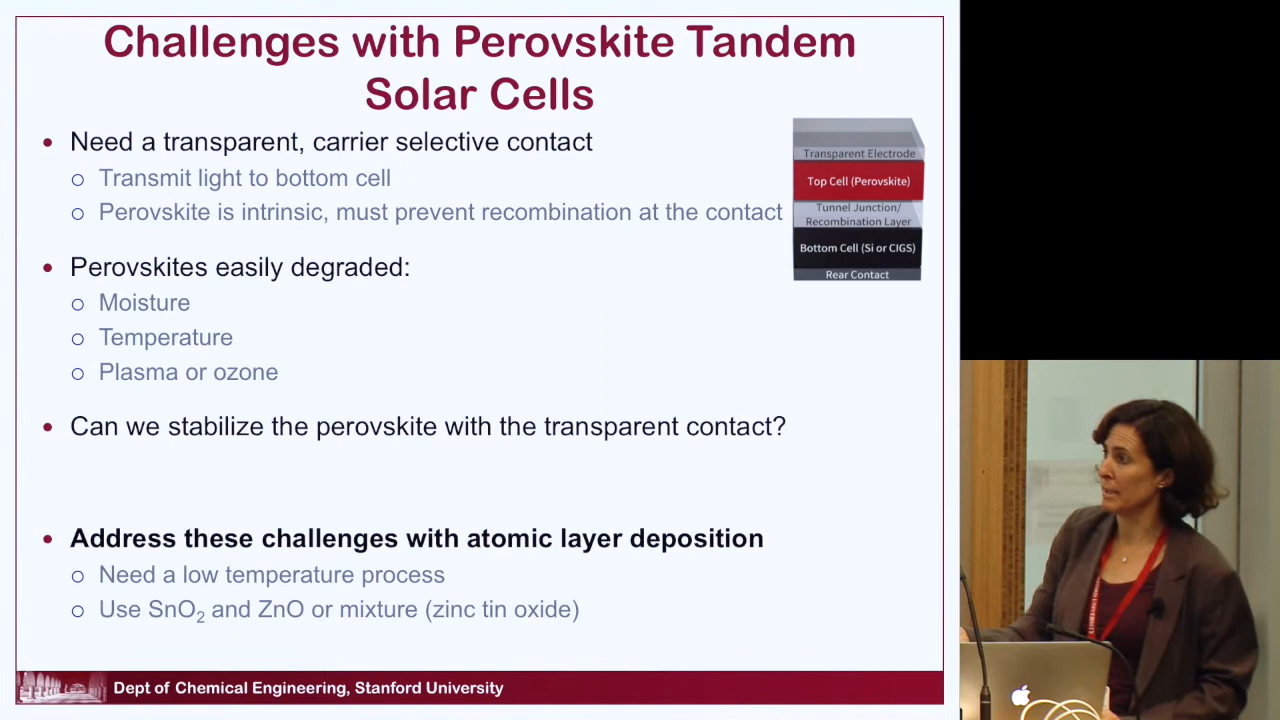 Challenges with Perovskite Tandem
Solar Cells
• Need a transparent, carrier selective contact
○ Transmit light to bottom cell
○ Perovskite is intrinsic, must prevent recombination at the contact
Transparent Electrode
Top Cell (Perovskite)
Tunnel Junction/
Recombination Layer
Bottom Cell (Si or CIGS)
Rear Contact
• Perovskites easily degraded:
○ Moisture
○ Temperature
○ Plasma or ozone
• Can we stabilize the perovskite with the transparent contact?
• Address these challenges with atomic layer deposition
○ Need a low temperature process
○ Use SnO₂ and ZnO or mixture (zinc tin oxide)
Dept of Chemical Engineering, Stanford University